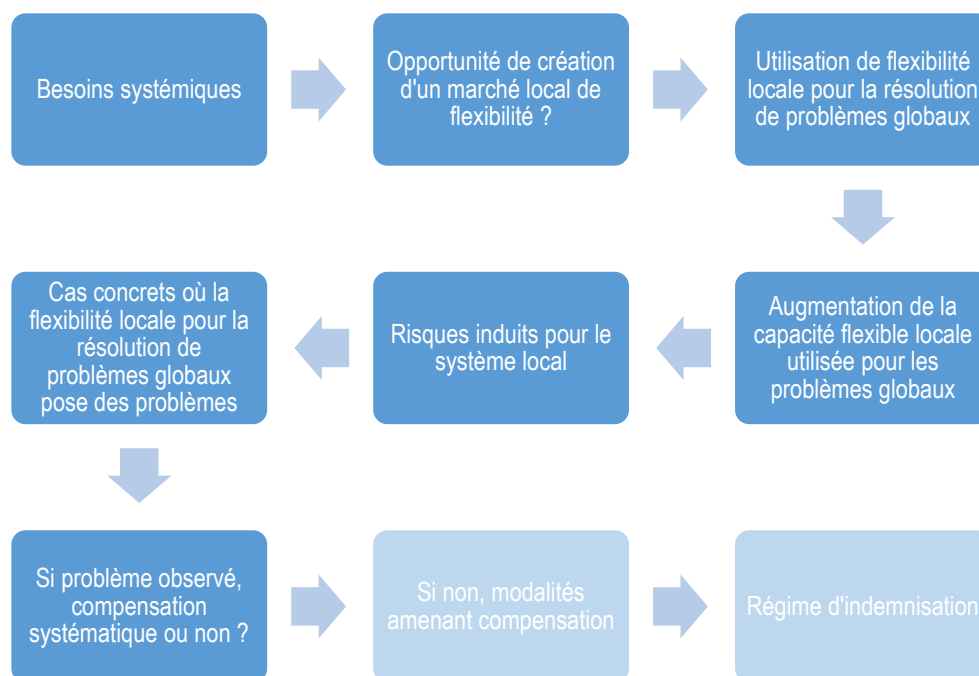 Besoins systémiques
Opportunité de création
d'un marché local de
flexibilité ?
Utilisation de flexibilité
locale pour la résolution
de problèmes globaux
Augmentation de la
capacité flexible locale
utilisée pour les
problèmes globaux
Risques induits pour le
système local
Cas concrets où la
flexibilité locale pour la
résolution de
problèmes globaux
pose des problèmes
Si problème observé,
compensation
systématique ou non ?
Si non, modalités
amenant compensation
Régime d'indemnisation